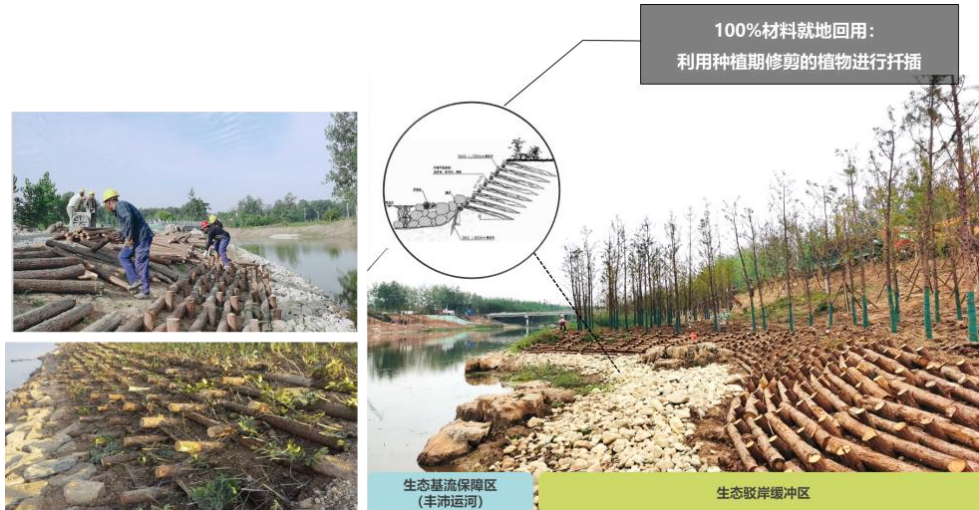 100%材料就地回用：
利用种植期修剪的植物进行扦插
生态基流保障区
（丰沛运河）
生态驳岸缓冲区